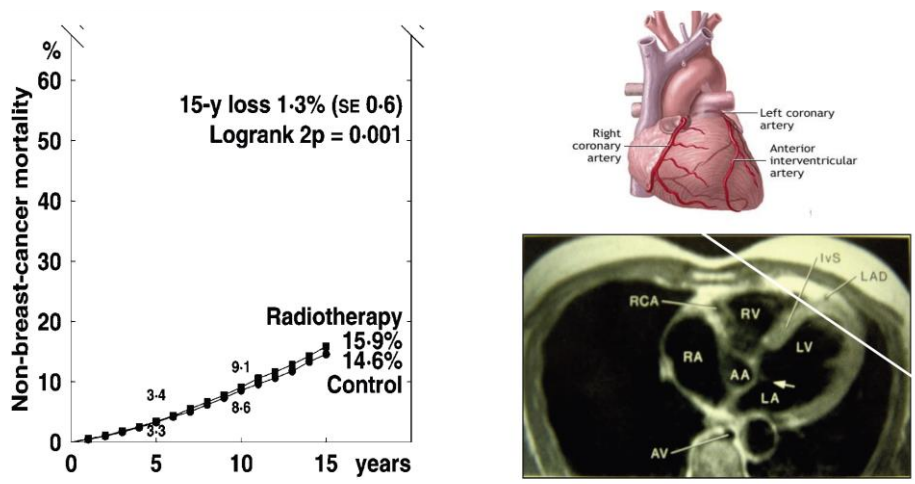 %
60
50
40
30
20
10
0
Non-breast-cancer mortality
15-y loss 1·3% (SE 0·6)
Logrank 2p = 0·001
Radiotherapy
15·9%
14·6%
Control
3·4
3·3
9·1
8·6
0
5
10
15
years
Left coronary
artery
Right
coronary
artery
Anterior
interventricular
artery
IvS
LAD
RCA
RV
LV
RA
AA
LA
AV